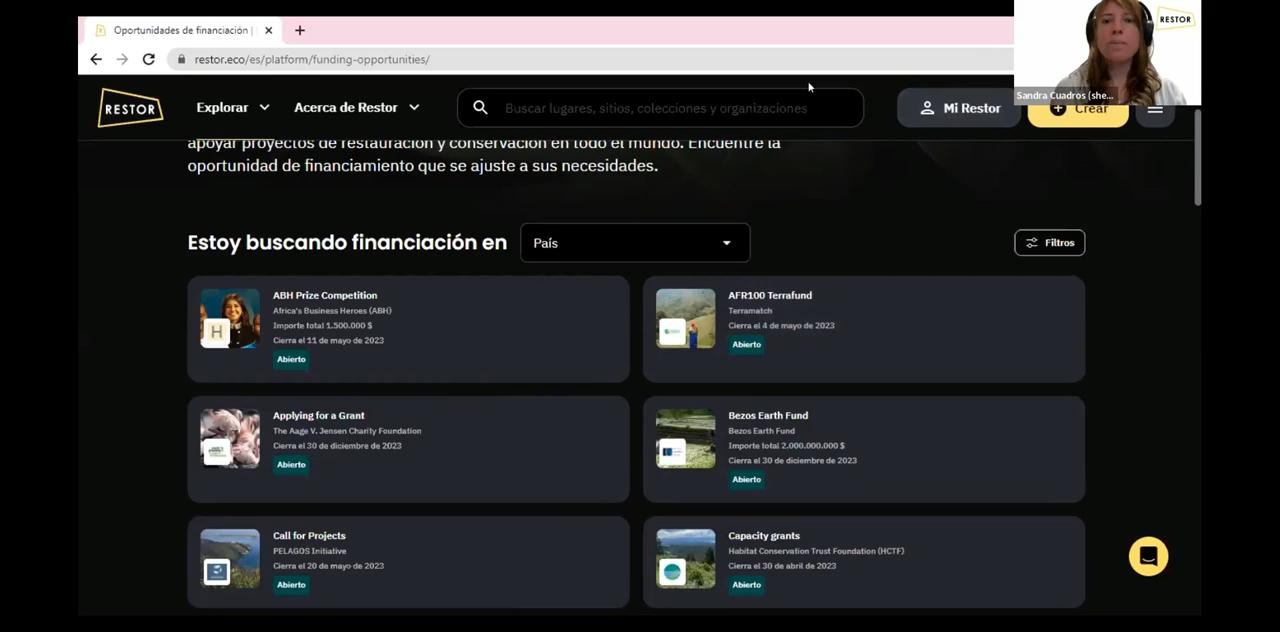 Oportunidades de financiación |
restor.eco/es/platform/funding-opportunities/
RESTOR
Sandra Cuadros (she...
RESTOR
Explorar
Acerca de Restor
Buscar lugares, sitios, colecciones y organizaciones
Mi Restor
Crear
apoyar proyectos de restauración y conservación en todo el mundo. Encuentre la
oportunidad de financiamiento que se ajuste a sus necesidades.
Estoy buscando financiación en
País
Filtros
ABH Prize Competition
Africa's Business Heroes (ABH)
Importe total 1.500.000 $
Cierra el 11 de mayo de 2023
Abierto
AFR100 Terrafund
Terramatch
Cierra el 4 de mayo de 2023
Abierto
Applying for a Grant
The Aage V. Jensen Charity Foundation
Cierra el 30 de diciembre de 2023
Abierto
Bezos Earth Fund
Bezos Earth Fund
Importe total 2.000.000.000 $
Cierra el 30 de diciembre de 2023
Abierto
Call for Projects
PELAGOS Initiative
Cierra el 20 de mayo de 2023
Abierto
Capacity grants
Habitat Conservation Trust Foundation (HCTF)
Cierra el 30 de abril de 2023
Abierto